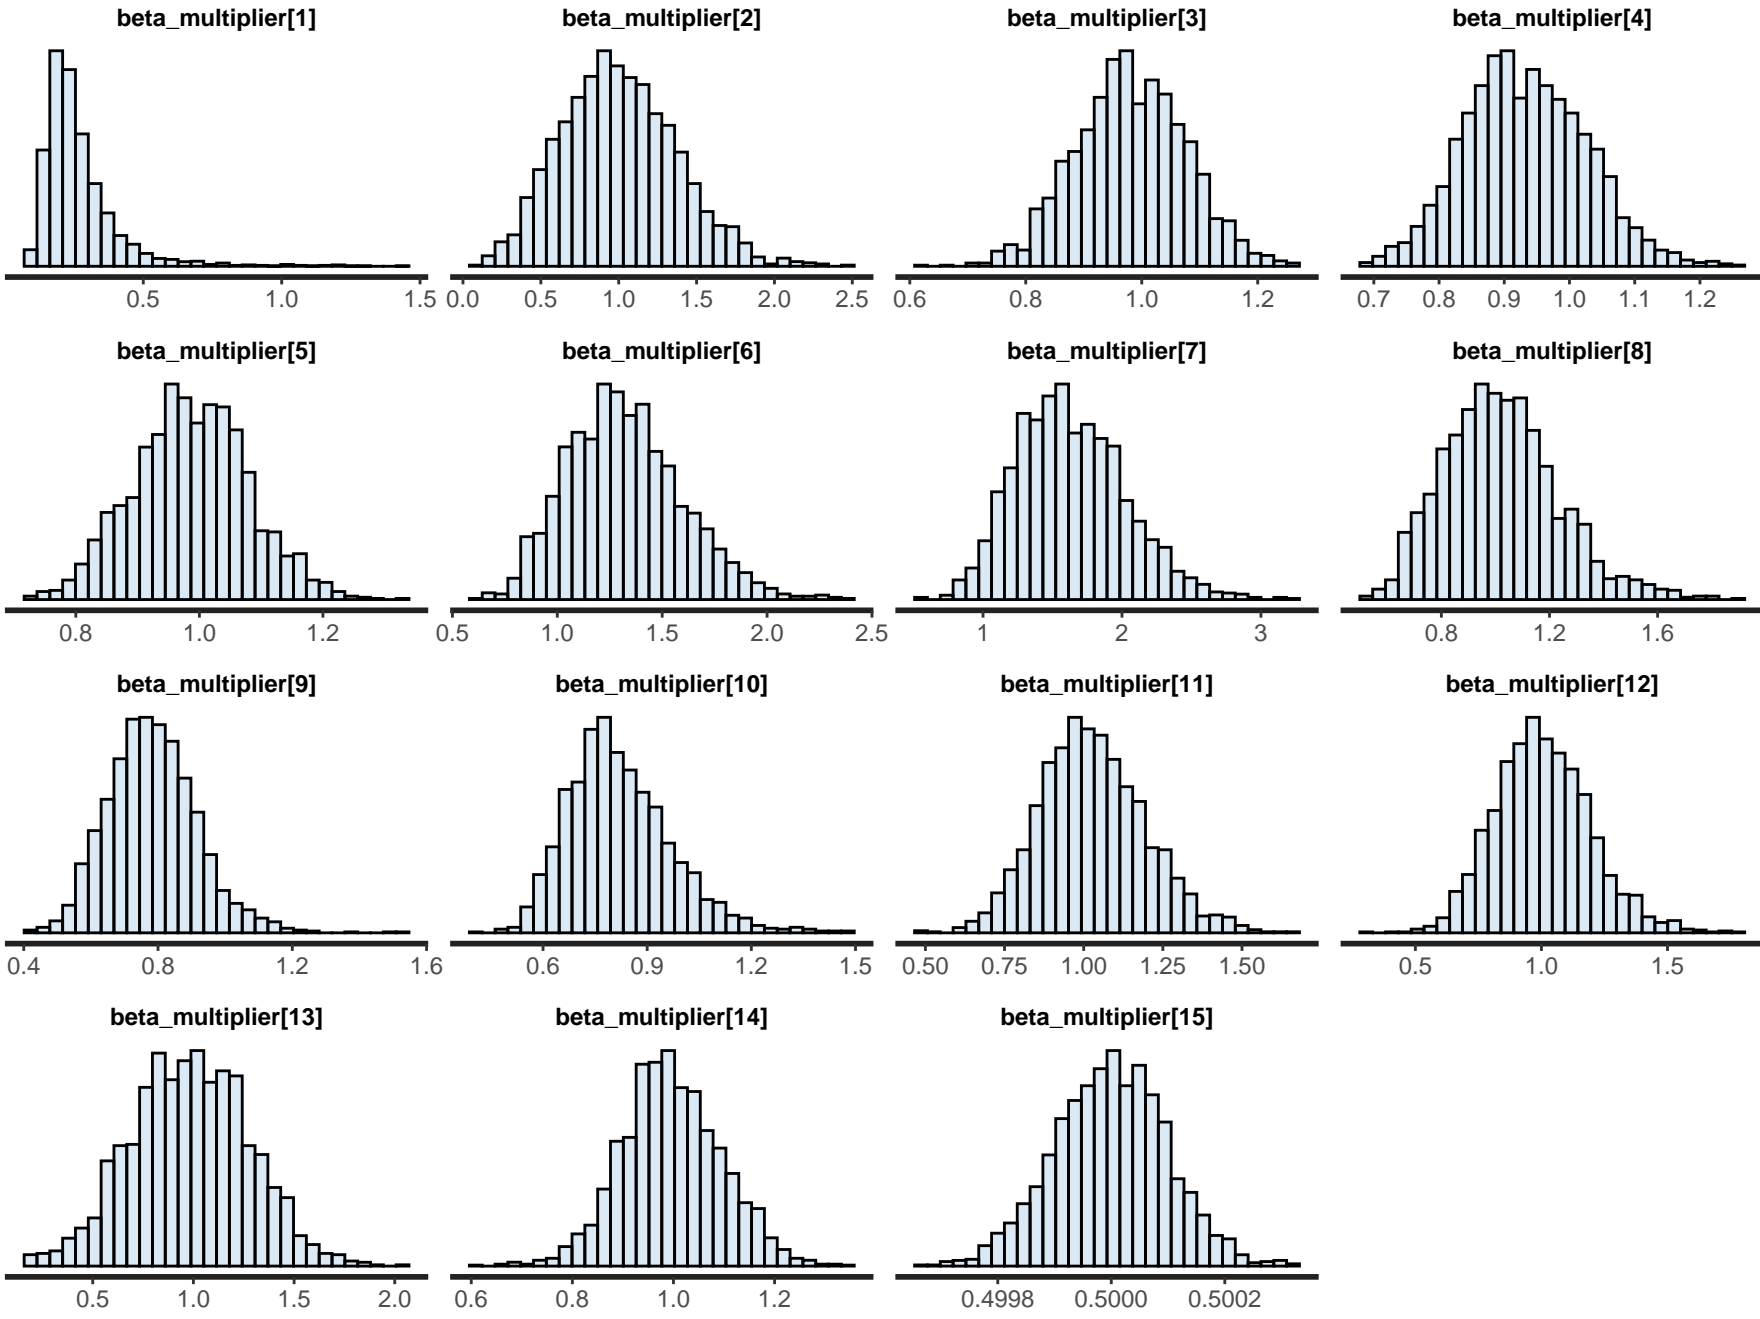 beta_multiplier[1] beta_multiplier[2] beta_multiplier[3] beta_multiplier[4]
0.5 1.0 1.5 0.0 0.5 1.0 1.5 2.0 2.5 0.6 0.8 1.0 1.2 0.7 0.8 0.9 1.0 1.1 1.2
beta_multiplier[5] beta_multiplier[6] beta_multiplier[7] beta_multiplier[8]
0.8 1.0 1.2 0.5 1.0 1.5 2.0 2.5 1 2 3 0.8 1.2 1.6
beta_multiplier[9] beta_multiplier[10] beta_multiplier[11] beta_multiplier[12]
0.4 0.8 1.2 1.6 0.6 0.9 1.2 1.5 0.50 0.75 1.00 1.25 1.50 0.5 1.0 1.5
beta_multiplier[13] beta_multiplier[14] beta_multiplier[15]
0.5 1.0 1.5 2.0 0.6 0.8 1.0 1.2 0.4998 0.5000 0.5002